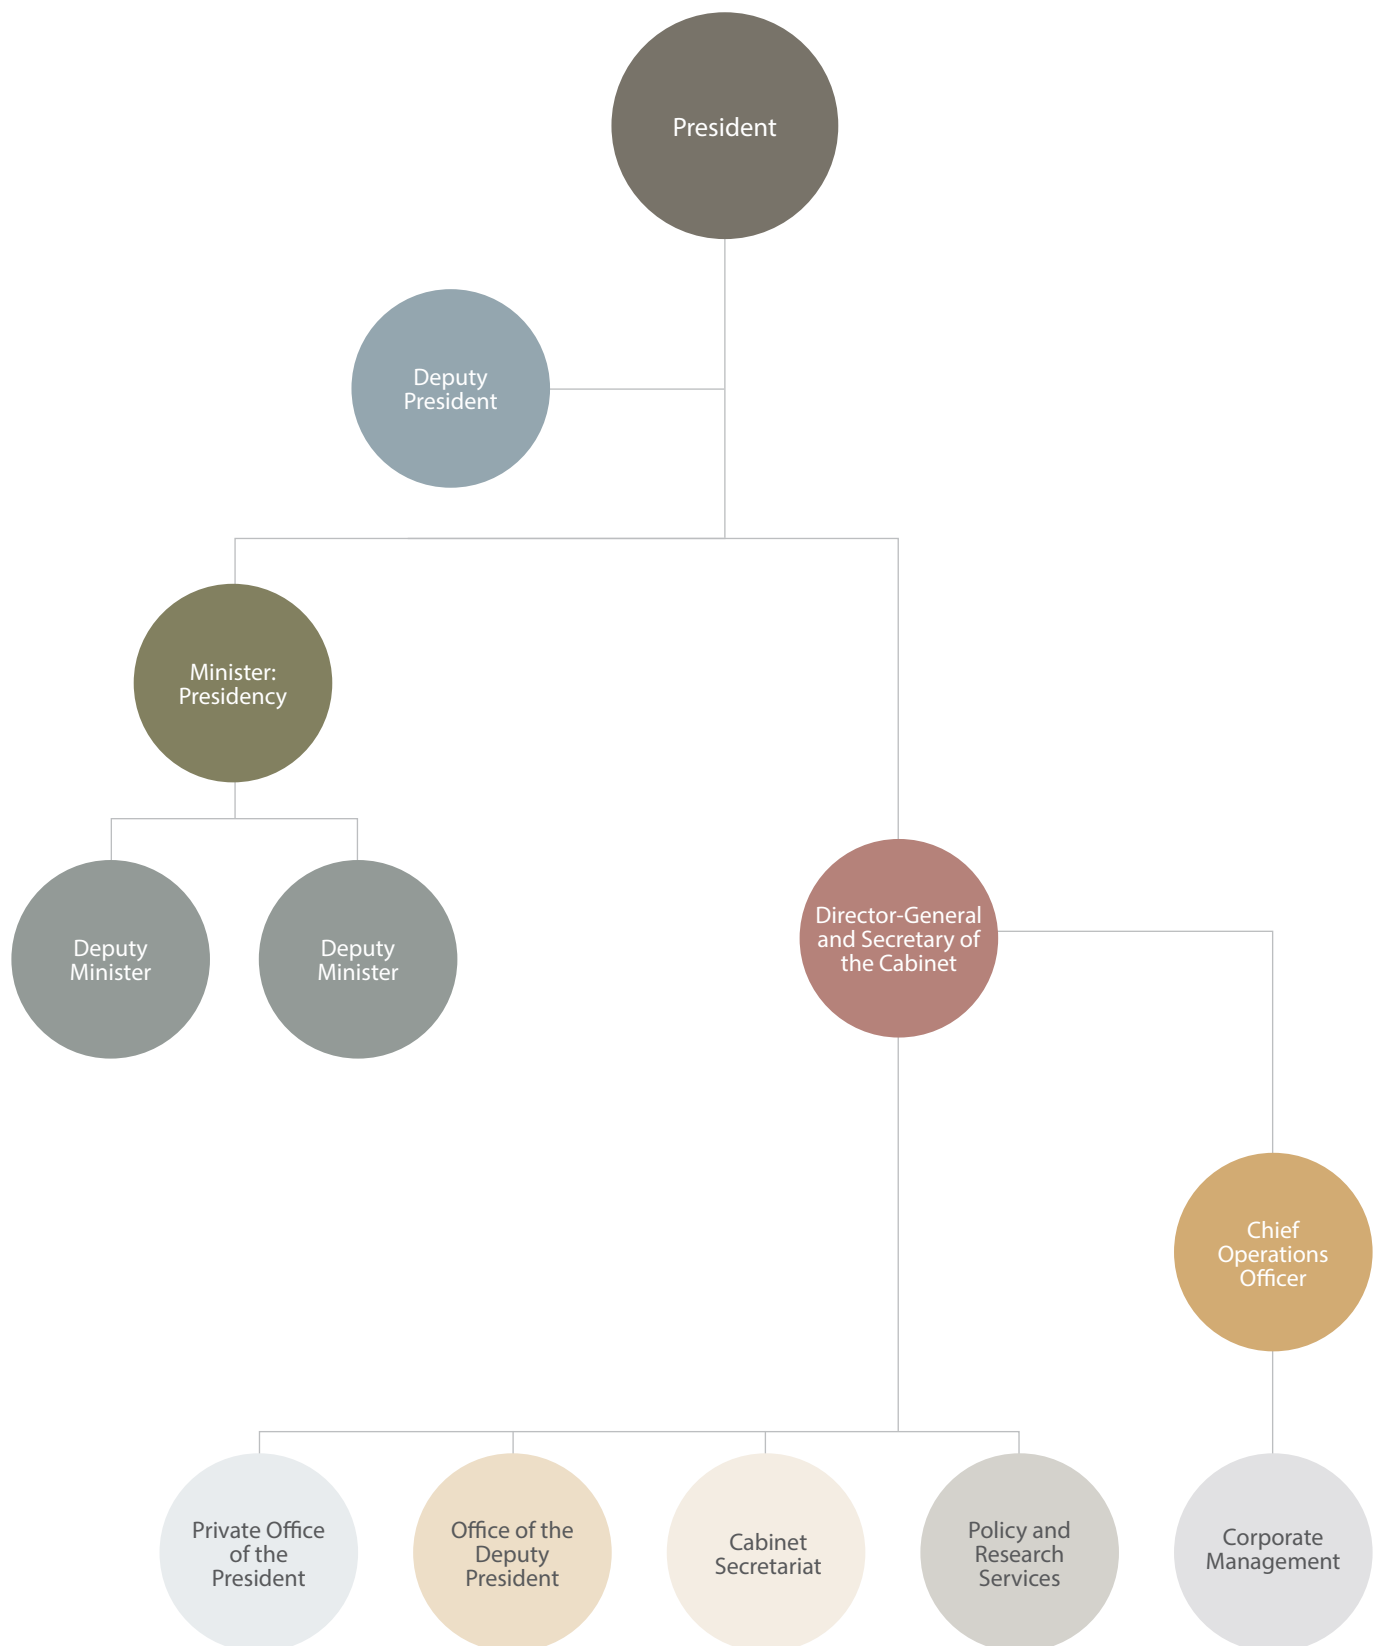 President
Deputy
President
Minister:
Presidency
Deputy
Minister
Deputy
Minister
Director-General
and Secretary of
the Cabinet
Chief
Operations
Officer
Private Office
of the
President
Office of the
Deputy
President
Cabinet
Secretariat
Policy and
Research
Services
Corporate
Management